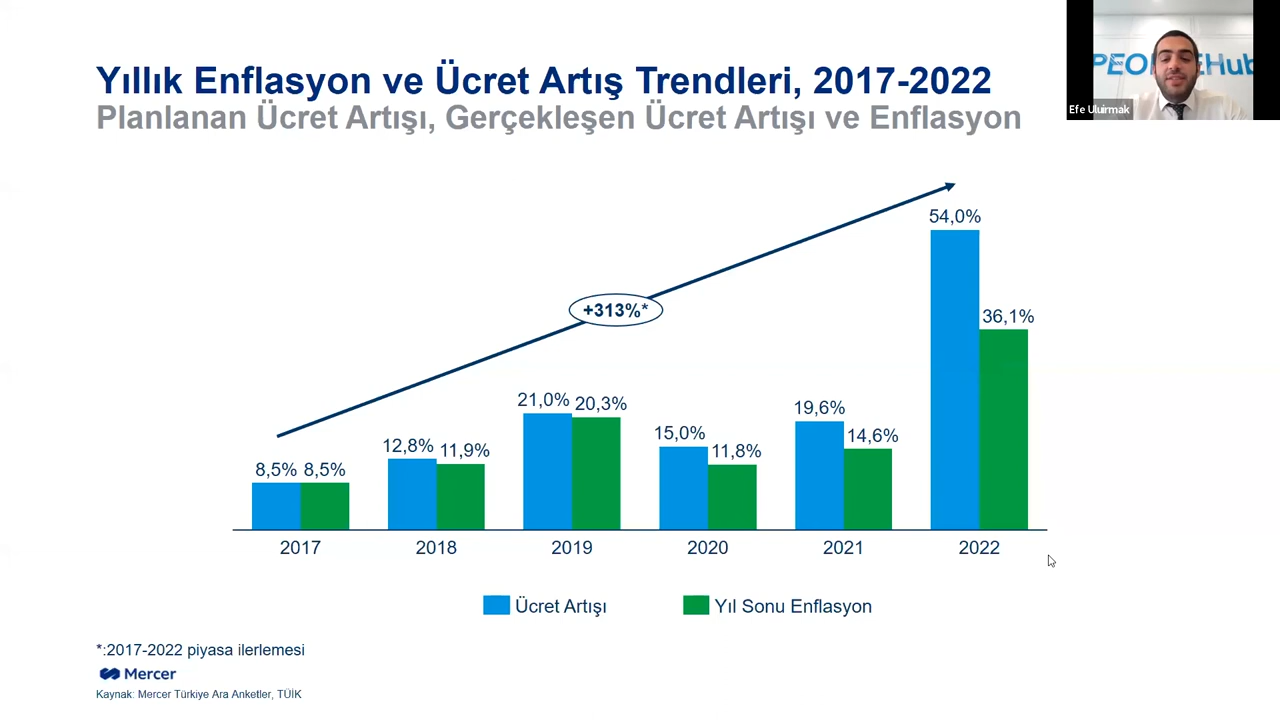 Yıllık Enflasyon ve Ücret Artış Trendleri, 2017-2022
Planlanan Ücret Artışı, Gerçekleşen Ücret Artışı ve Enflasyon
Efe Uluirmak
+313%*
8,5% 8,5%
12,8% 11,9%
21,0% 20,3%
15,0% 11,8%
19,6% 14,6%
54,0% 36,1%
2017 2018 2019 2020 2021 2022
Ücret Artışı Yıl Sonu Enflasyon
*:2017-2022 piyasa ilerlemesi
Mercer
Kaynak: Mercer Türkiye Ara Anketler, TÜİK